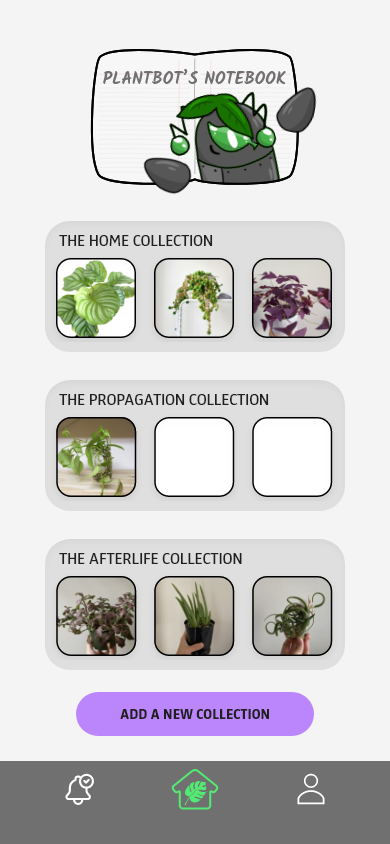 PLANTBOT'S NOTEBOOK
THE HOME COLLECTION
THE PROPAGATION COLLECTION
THE AFTERLIFE COLLECTION
ADD A NEW COLLECTION